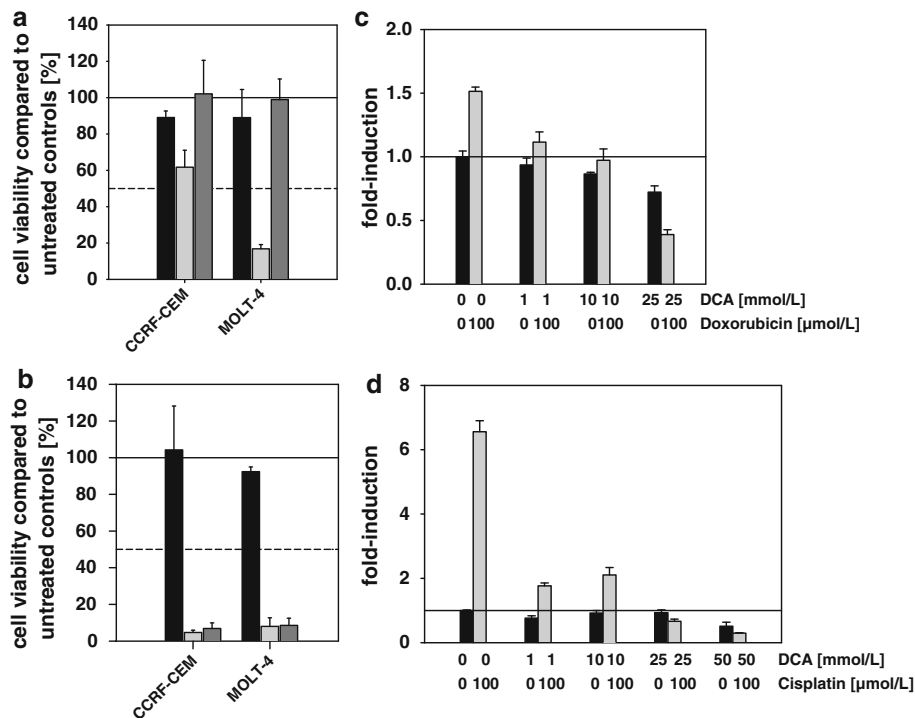 a
cell viability compared to
untreated controls [%]
140
120
100
80
60
40
20
0
CCRF-CEM
MOLT-4
c
fold-induction
2.0
1.5
1.0
0.5
0.0
0 0 1 1 10 10 25 25 DCA [mmol/L]
0 100 0 100 0 100 0 100 Doxorubicin [µmol/L]
b
cell viability compared to
untreated controls [%]
140
120
100
80
60
40
20
0
CCRF-CEM
MOLT-4
d
fold-induction
8
6
4
2
1
0
0 0 1 1 10 10 25 25 50 50 DCA [mmol/L]
0 100 0 100 0 100 0 100 0 100 Cisplatin [µmol/L]